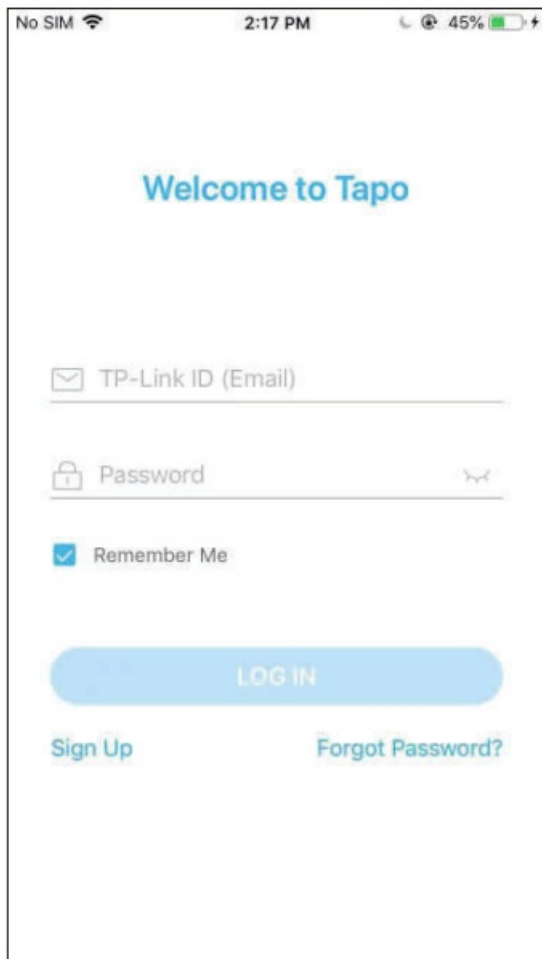 No SIM 2:17 PM 45%
Welcome to Tapo
TP-Link ID (Email)
Password
Remember Me
LOG IN
Sign Up Forgot Password?